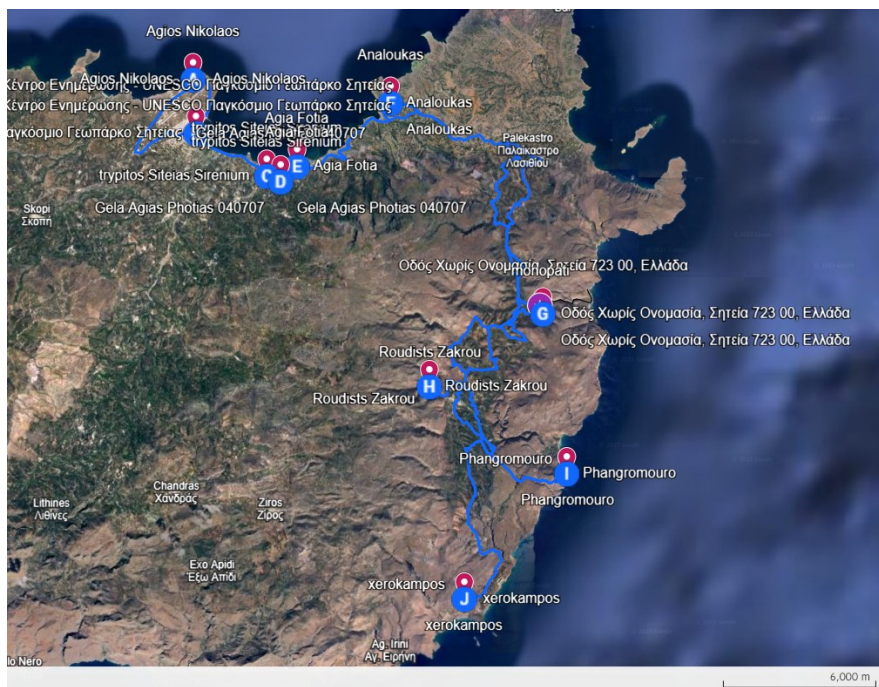 Agios Nikolaos
Analoukas
Agios Nikolaos
A
Agios Nikolaos
Κέντρο Ενημέρωσης - UNESCO Παγκόσμιο Γεωπάρκο Σητείας
F
Analoukas
Κέντρο Ενημέρωσης - UNESCO Παγκόσμιο Γεωπάρκο Σητείας
Agia Fotia
Analoukas
Palekastro
Παλαίκαστρο
Λασιθίου
trypitos Siteias Sirenium
E
Agia Fotia
trypitos Siteias Sirenium
C
D
Skopi
Σκοπή
Gela Agias Photias 040707
Gela Agias Photias 040707
Οδός Χωρίς Ονομασία, Σητεία 723 00, Ελλάδα
monopati
G
Οδός Χωρίς Ονομασία, Σητεία 723 00, Ελλάδα
Οδός Χωρίς Ονομασία, Σητεία 723 00, Ελλάδα
Roudists Zakrou
H
Roudists Zakrou
Roudists Zakrou
Phangromouro
I
Phangromouro
Phangromouro
Chandras
Χανδράς
Lithines
Λιθίνες
Ziros
Ζίρος
Exo Apidi
Έξω Απίδι
xerokampos
J
xerokampos
xerokampos
Ag. Irini
Αγ. Ειρήνη
6,000 m